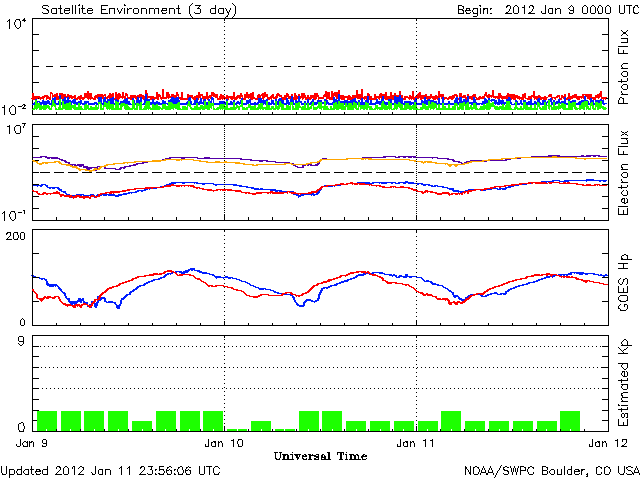 Satellite Environment (3 day) Begin: 2012 Jan 9 0000 UTC
10^4
10^-2
Proton Flux
10^7
10^-1
Electron Flux
200
0
GOES Hp
9
0
Estimated Kp
Jan 9 Jan 10 Jan 11 Jan 12
Universal Time
Updated 2012 Jan 11 23:56:06 UTC NOAA/SWPC Boulder, CO USA